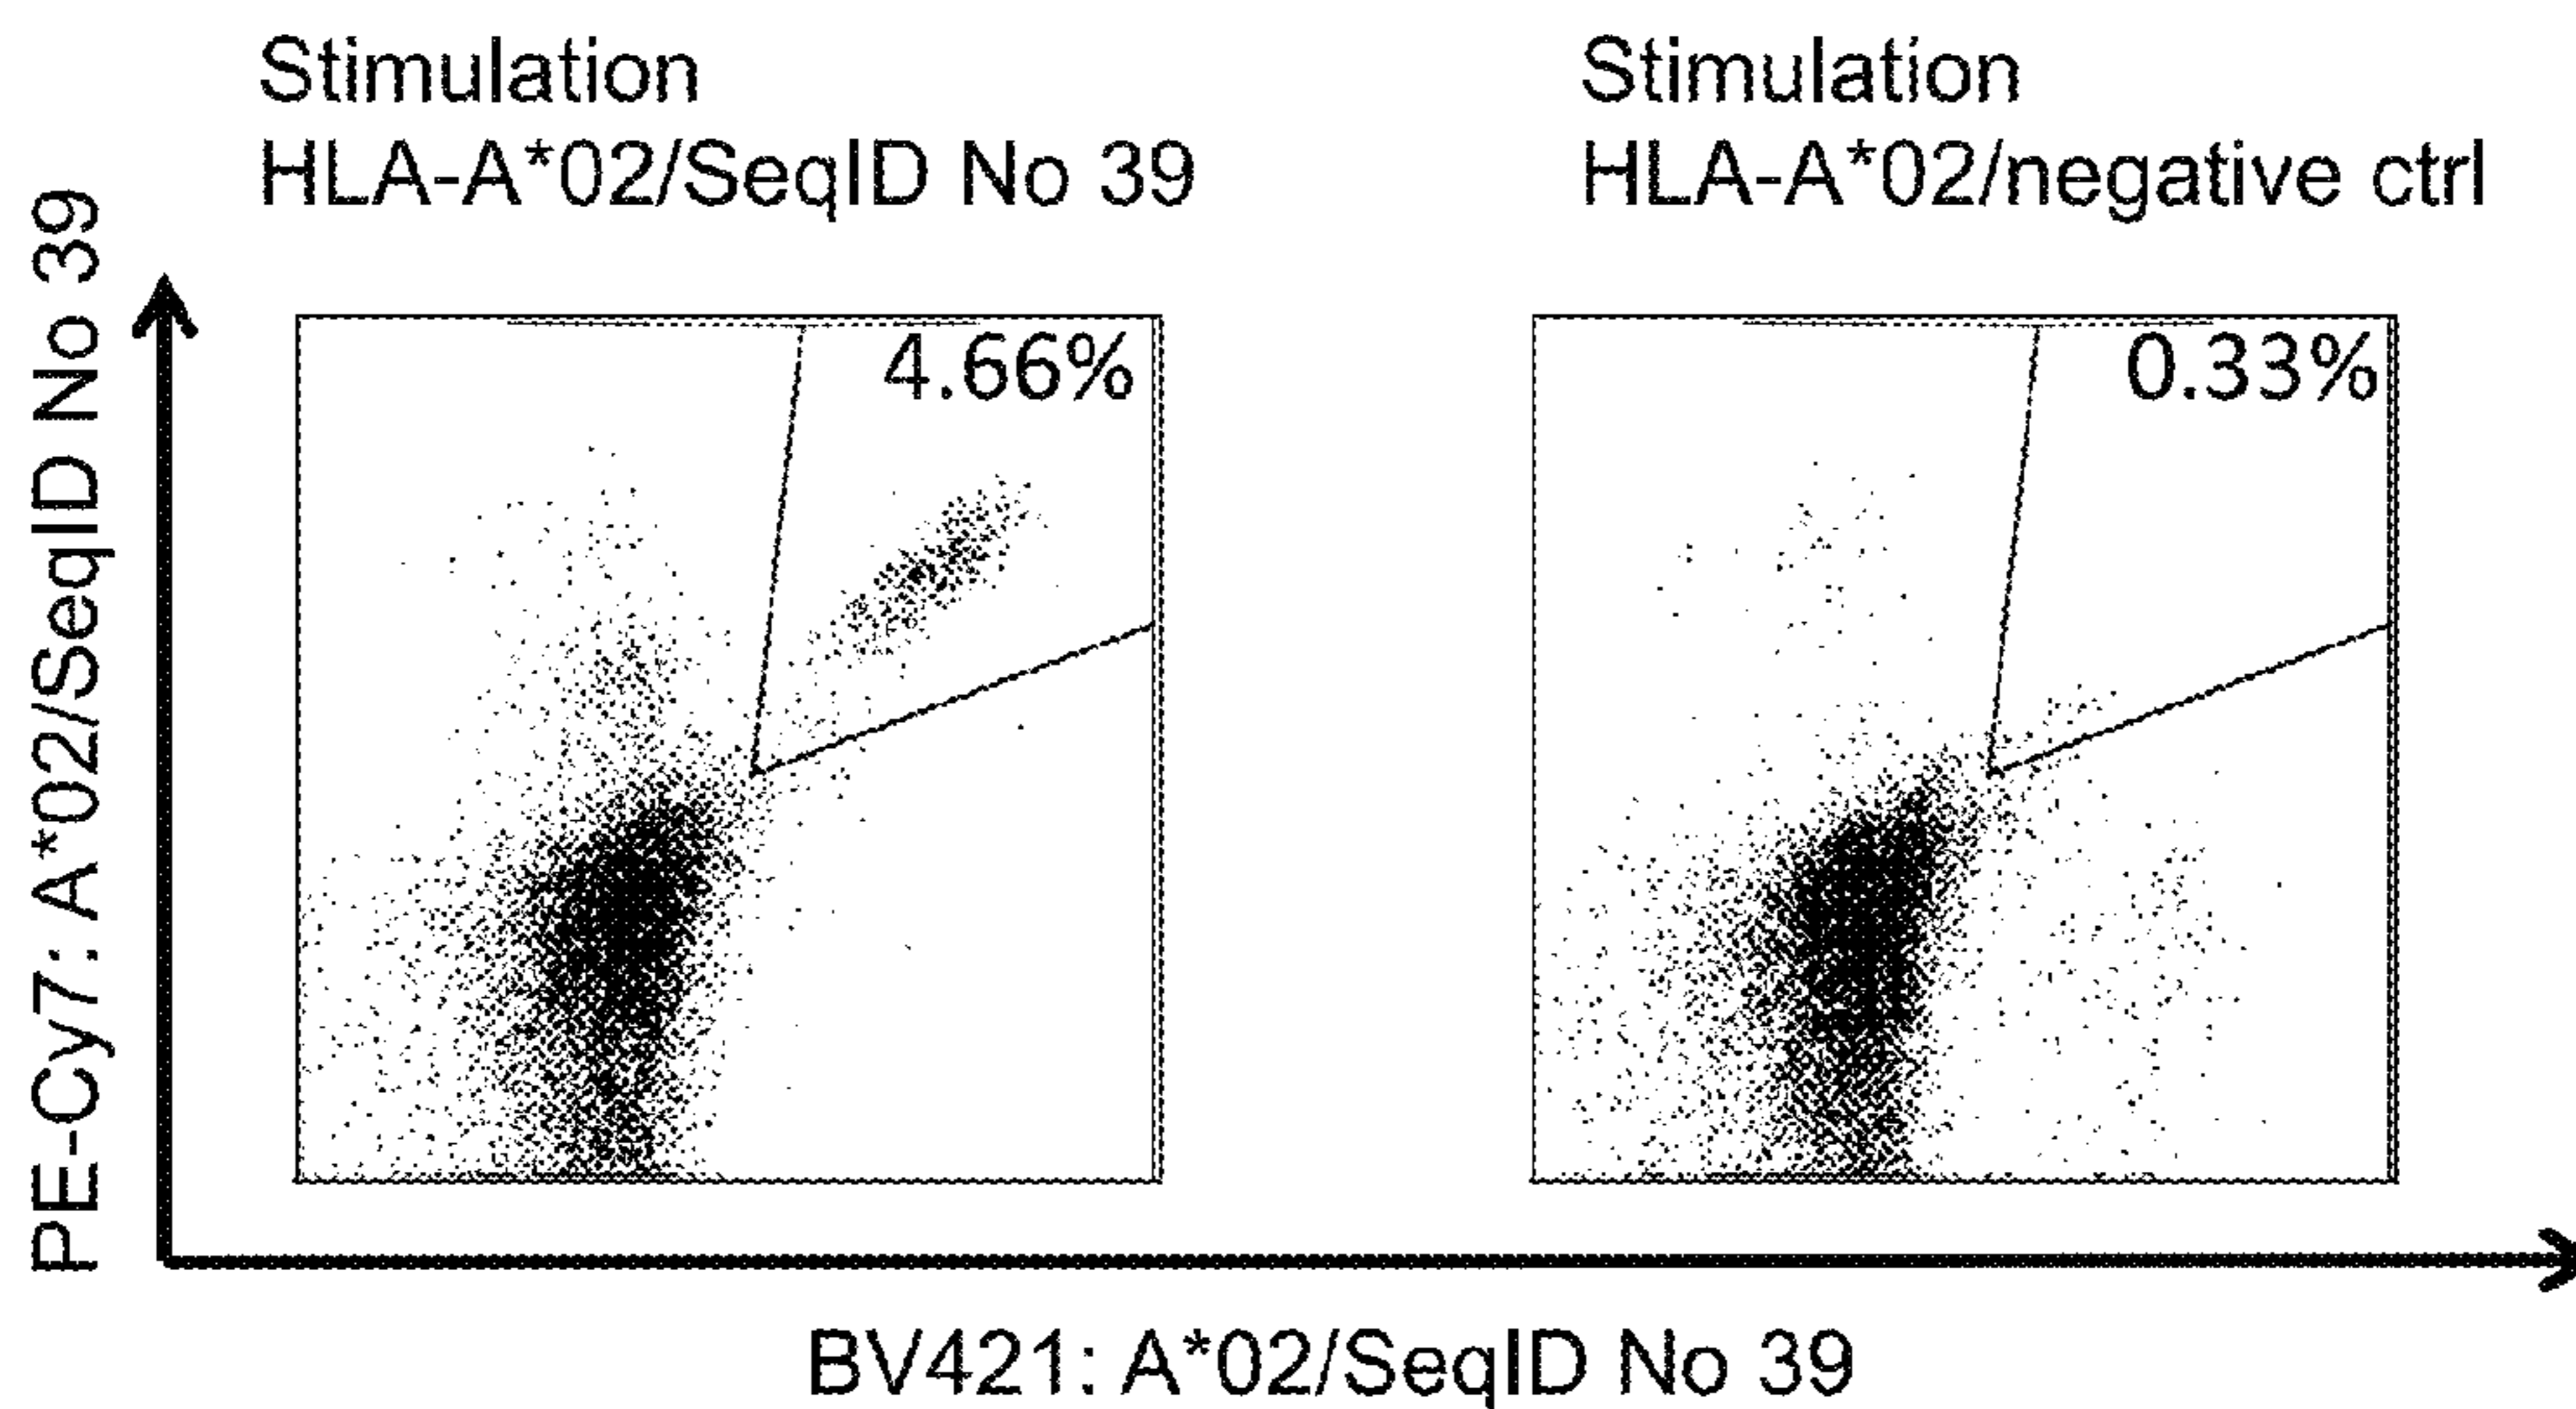 Stimulation
HLA-A*02/SeqID No 39
Stimulation
HLA-A*02/negative ctrl
PE-Cy7: A*02/SeqID No 39
4.66%
0.33%
BV421: A*02/SeqID No 39